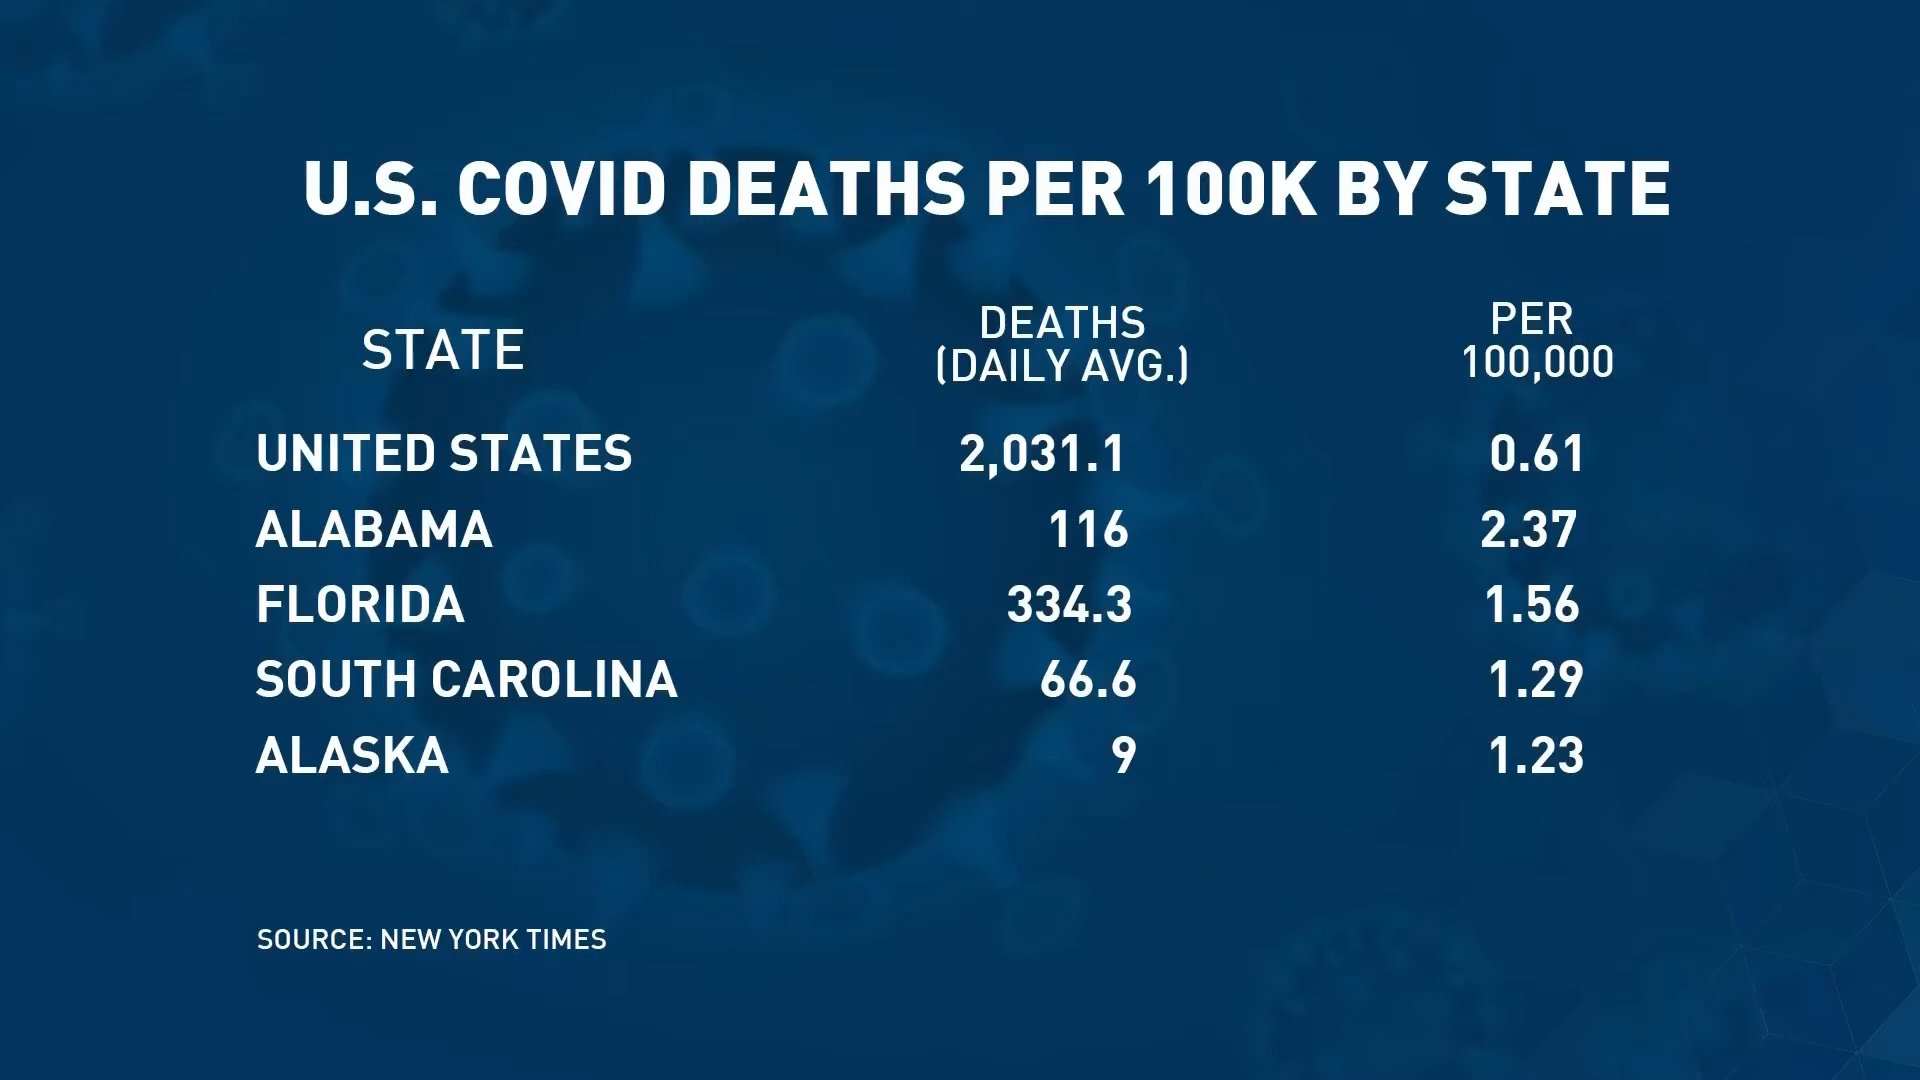 U.S. COVID DEATHS PER 100K BY STATE
STATE
DEATHS
(DAILY AVG.)
PER
100,000
UNITED STATES 2,031.1 0.61
ALABAMA 116 2.37
FLORIDA 334.3 1.56
SOUTH CAROLINA 66.6 1.29
ALASKA 9 1.23
SOURCE: NEW YORK TIMES